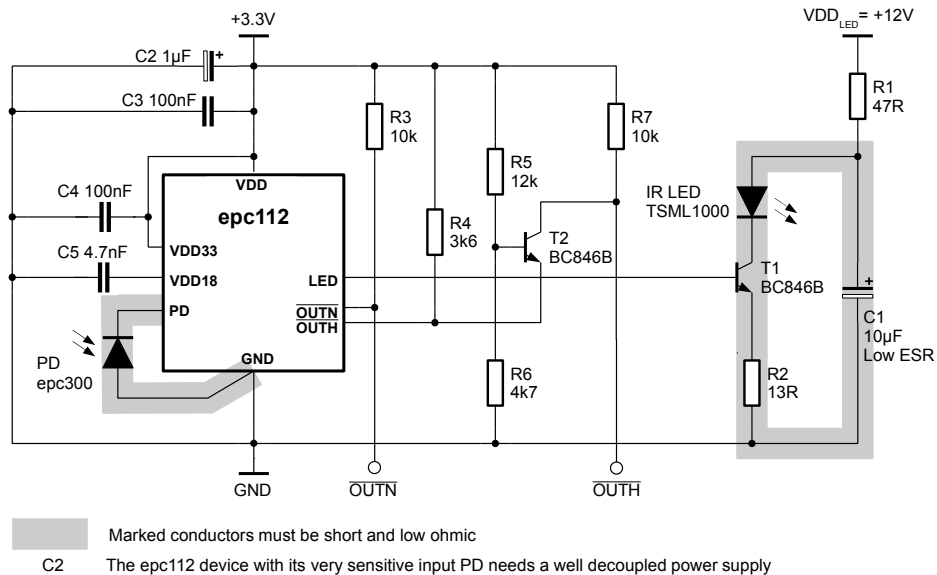 +3.3V
VDD_LED = +12V
C2 1µF
+
C3 100nF
R1
47R
R3
10k
R7
10k
R5
12k
VDD
epc112
C4 100nF
IR LED
TSML1000
R4
3k6
T2
BC846B
VDD33
C5 4.7nF
VDD18
LED
T1
BC846B
+
PD
OUTN
OUTH
C1
10µF
Low ESR
PD
epc300
GND
R6
4k7
R2
13R
GND
OUTN
OUTH
Marked conductors must be short and low ohmic
C2 The epc112 device with its very sensitive input PD needs a well decoupled power supply